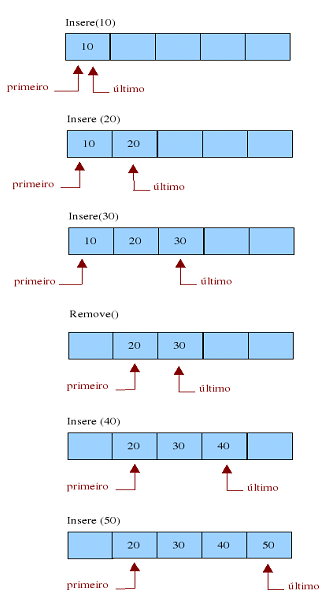 Insere(10)
10
primeiro último
Insere (20)
10 20
primeiro último
Insere(30)
10 20 30
primeiro último
Remove()
20 30
primeiro último
Insere (40)
20 30 40
primeiro último
Insere (50)
20 30 40 50
primeiro último